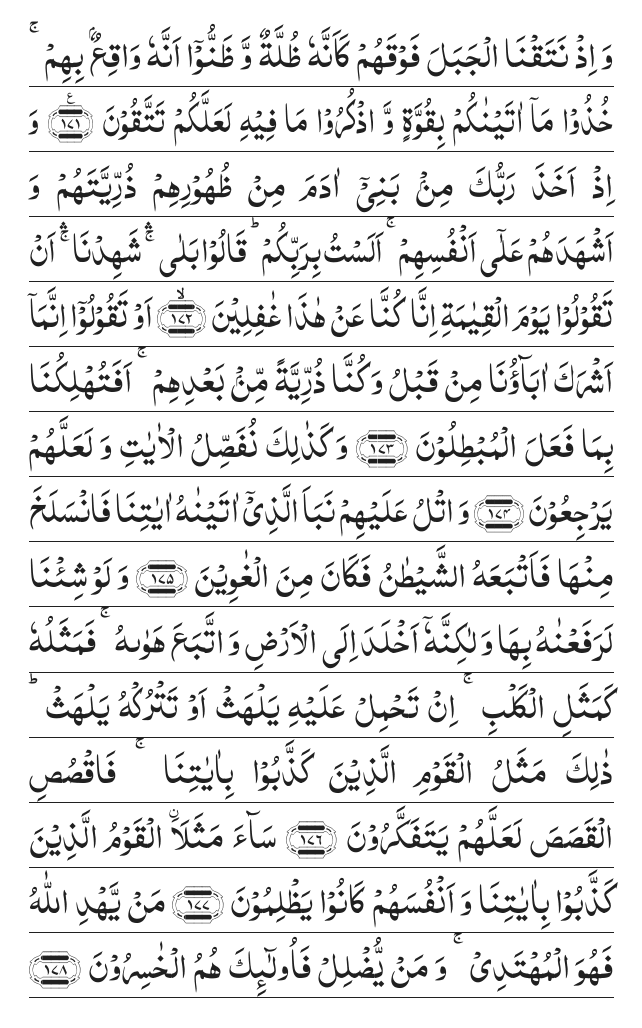 وَاِذْ نَتَقْنَا الْجَبَلَ فَوْقَهُمْ كَاَنَّهٗ ظُلَّةٌ وَّ ظَنُّوْۤا اَنَّهٗ وَاقِعٌۢ بِهِمْ ۚ
خُذُوْا مَاۤ اٰتَيْنٰكُمْ بِقُوَّةٍ وَّ اذْكُرُوْا مَا فِيْهِ لَعَلَّكُمْ تَتَّقُوْنَ ﴿۱۷۱﴾ ع وَ
اِذْ اَخَذَ رَبُّكَ مِنْۢ بَنِيْۤ اٰدَمَ مِنْ ظُهُوْرِهِمْ ذُرِّيَّتَهُمْ وَ
اَشْهَدَهُمْ عَلٰۤى اَنْفُسِهِمْ ۚ اَلَسْتُ بِرَبِّكُمْ ؕ قَالُوْا بَلٰى ۛۚ شَهِدْنَا ۛۚ اَنْ
تَقُوْلُوْا يَوْمَ الْقِيٰمَةِ اِنَّا كُنَّا عَنْ هٰذَا غٰفِلِيْنَ ﴿۱۷۲﴾ ۙ اَوْ تَقُوْلُوْۤا اِنَّمَاۤ
اَشْرَكَ اٰبَآؤُنَا مِنْ قَبْلُ وَكُنَّا ذُرِّيَّةً مِّنْۢ بَعْدِهِمْ ۚ اَفَتُهْلِكُنَا
بِمَا فَعَلَ الْمُبْطِلُوْنَ ﴿۱۷۳﴾ وَكَذٰلِكَ نُفَصِّلُ الْاٰيٰتِ وَ لَعَلَّهُمْ
يَرْجِعُوْنَ ﴿۱۷۴﴾ وَ اتْلُ عَلَيْهِمْ نَبَاَ الَّذِيْۤ اٰتَيْنٰهُ اٰيٰتِنَا فَانْسَلَخَ
مِنْهَا فَاَتْبَعَهُ الشَّيْطٰنُ فَكَانَ مِنَ الْغٰوِيْنَ ﴿۱۷۵﴾ وَ لَوْ شِئْنَا
لَرَفَعْنٰهُ بِهَا وَ لٰكِنَّهٗۤ اَخْلَدَ اِلَى الْاَرْضِ وَ اتَّبَعَ هَوٰىهُ ۚ فَمَثَلُهٗ
كَمَثَلِ الْكَلْبِ ۚ اِنْ تَحْمِلْ عَلَيْهِ يَلْهَثْ اَوْ تَتْرُكْهُ يَلْهَثْ ؕ
ذٰلِكَ مَثَلُ الْقَوْمِ الَّذِيْنَ كَذَّبُوْا بِاٰيٰتِنَا ۚ فَاقْصُصِ
الْقَصَصَ لَعَلَّهُمْ يَتَفَكَّرُوْنَ ﴿۱۷۶﴾ سَآءَ مَثَلَاۨ الْقَوْمُ الَّذِيْنَ
كَذَّبُوْا بِاٰيٰتِنَا وَ اَنْفُسَهُمْ كَانُوْا يَظْلِمُوْنَ ﴿۱۷۷﴾ مَنْ يَّهْدِ اللّٰهُ
فَهُوَ الْمُهْتَدِيْ ۚ وَ مَنْ يُّضْلِلْ فَاُولٰٓئِكَ هُمُ الْخٰسِرُوْنَ ﴿۱۷۸﴾